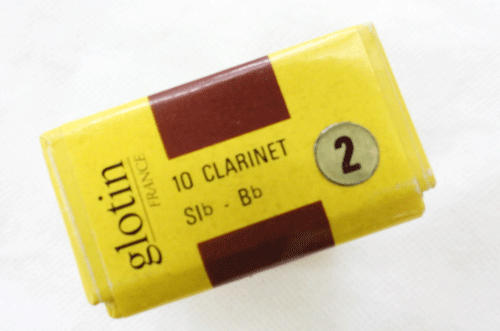 glotin
FRANCE
10 CLARINET
SIb - Bb
2